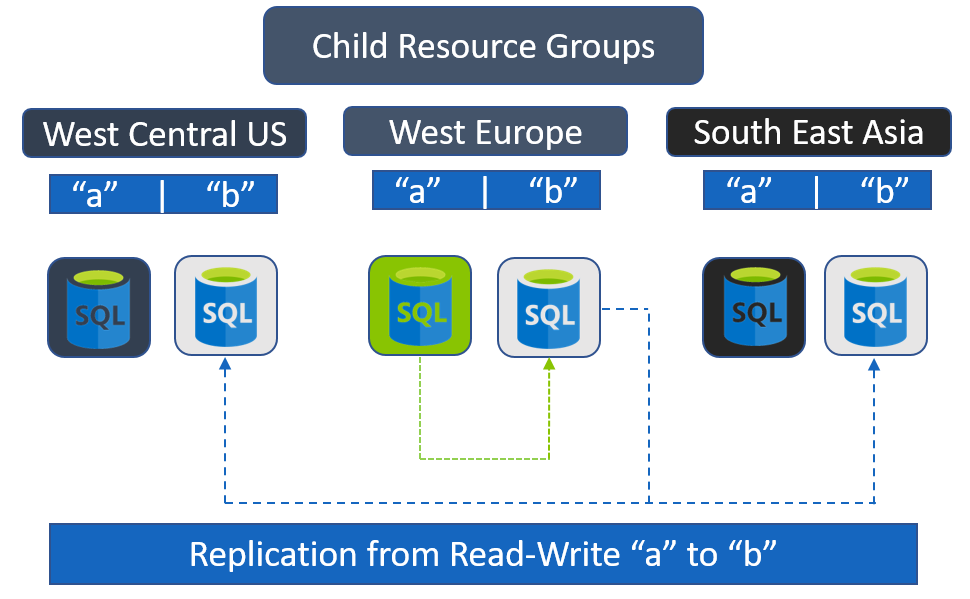 Child Resource Groups
West Central US
West Europe
South East Asia
“a” | “b”
“a” | “b”
“a” | “b”
SQL
SQL
SQL
SQL
SQL
SQL
Replication from Read-Write “a” to “b”